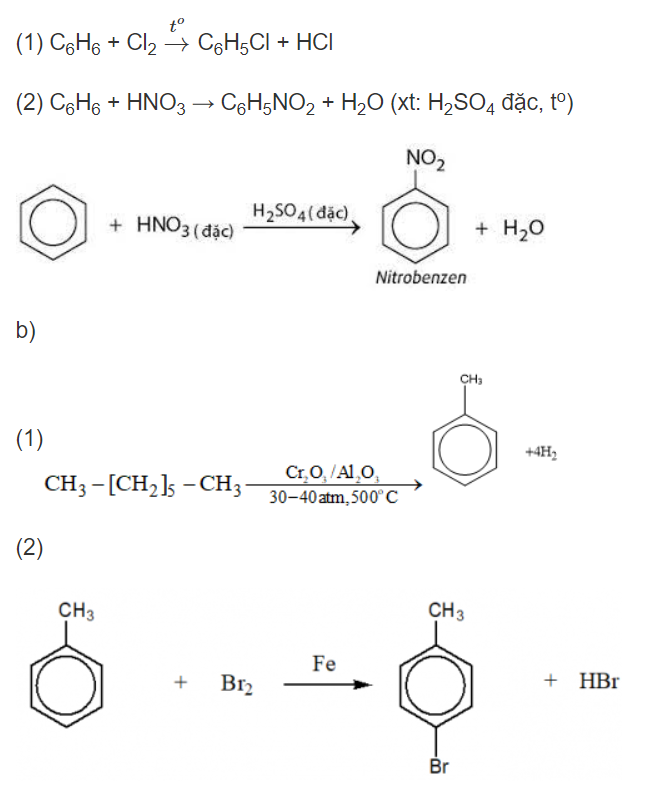 (1) C₆H₆ + Cl₂ →(tᵒ) C₆H₅Cl + HCl
(2) C₆H₆ + HNO₃ → C₆H₅NO₂ + H₂O (xt: H₂SO₄ đặc, tᵒ)
NO₂
+ HNO₃ (đặc) H₂SO₄(đặc) + H₂O
Nitrobenzen
b)
CH₃
(1)
+4H₂
CH₃ – [CH₂]₅ – CH₃ Cr₂O₃ /Al₂O₃
30–40atm, 500°C
(2)
CH₃ CH₃
+ Br₂ Fe + HBr
Br